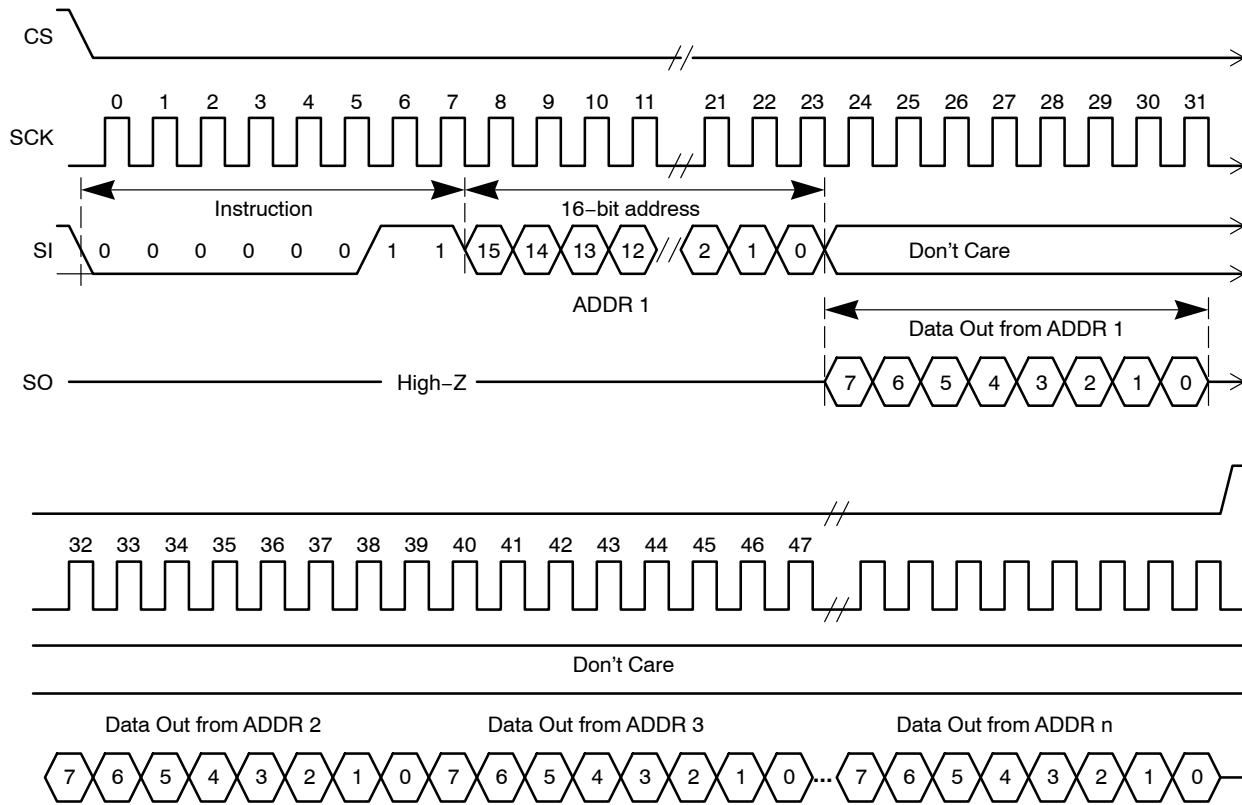 CS
0 1 2 3 4 5 6 7 8 9 10 11 21 22 23 24 25 26 27 28 29 30 31
SCK
Instruction 16−bit address
SI 0 0 0 0 0 0 1 1 15 14 13 12 2 1 0 Don't Care
ADDR 1
Data Out from ADDR 1
SO High−Z 7 6 5 4 3 2 1 0
32 33 34 35 36 37 38 39 40 41 42 43 44 45 46 47
Don't Care
Data Out from ADDR 2 Data Out from ADDR 3 Data Out from ADDR n
7 6 5 4 3 2 1 0 7 6 5 4 3 2 1 0 ... 7 6 5 4 3 2 1 0